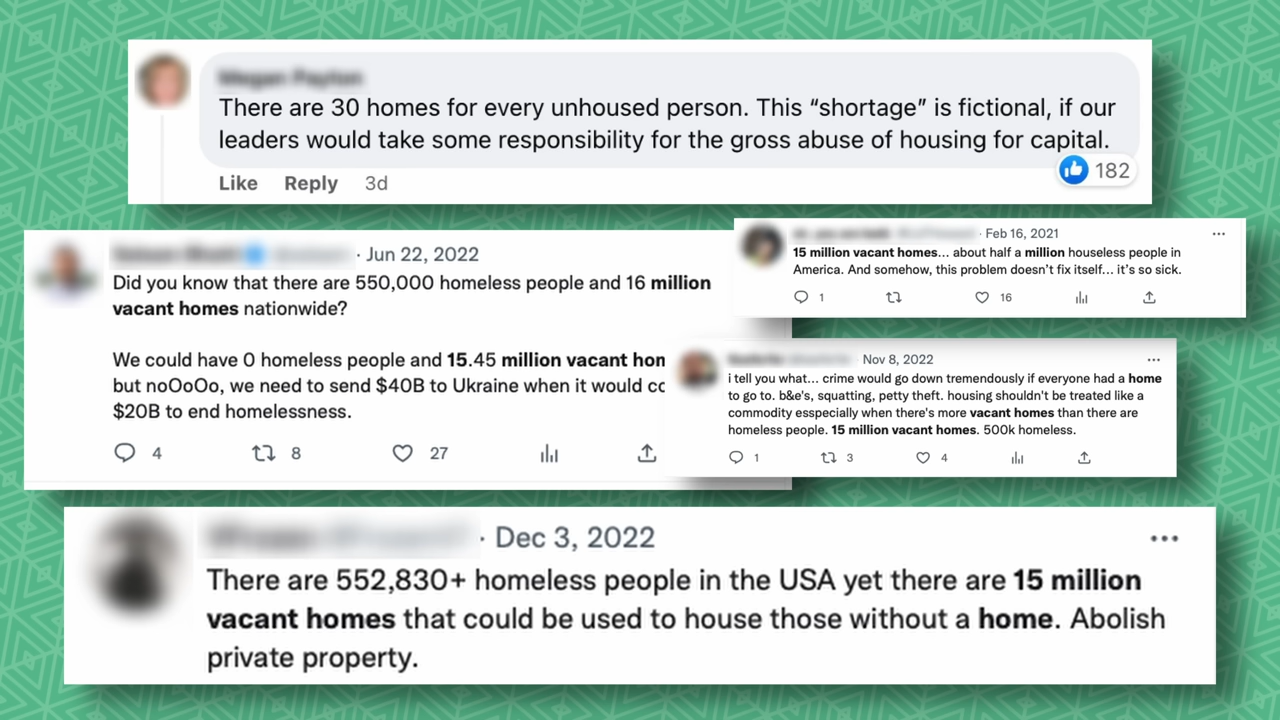 There are 30 homes for every unhoused person. This “shortage” is fictional, if our
leaders would take some responsibility for the gross abuse of housing for capital.
Like Reply 3d
182
· Jun 22, 2022
Did you know that there are 550,000 homeless people and 16 million
vacant homes nationwide?
We could have 0 homeless people and 15.45 million vacant hom
but noOoOo, we need to send $40B to Ukraine when it would co
$20B to end homelessness.
4 8 27
· Feb 16, 2021
15 million vacant homes... about half a million houseless people in
America. And somehow, this problem doesn’t fix itself... it’s so sick.
1 16
Nov 8, 2022
i tell you what... crime would go down tremendously if everyone had a home
to go to. b&e's, squatting, petty theft. housing shouldn't be treated like a
commodity esspecially when there's more vacant homes than there are
homeless people. 15 million vacant homes. 500k homeless.
1 3 4
· Dec 3, 2022
There are 552,830+ homeless people in the USA yet there are 15 million
vacant homes that could be used to house those without a home. Abolish
private property.